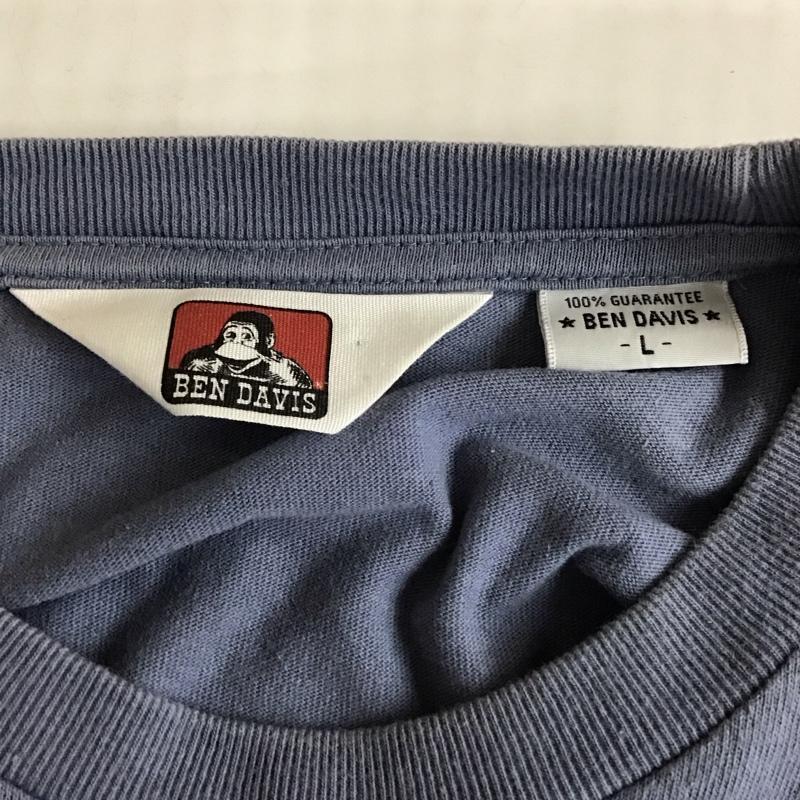 BEN DAVIS
100% GUARANTEE
★ BEN DAVIS ★
- L -